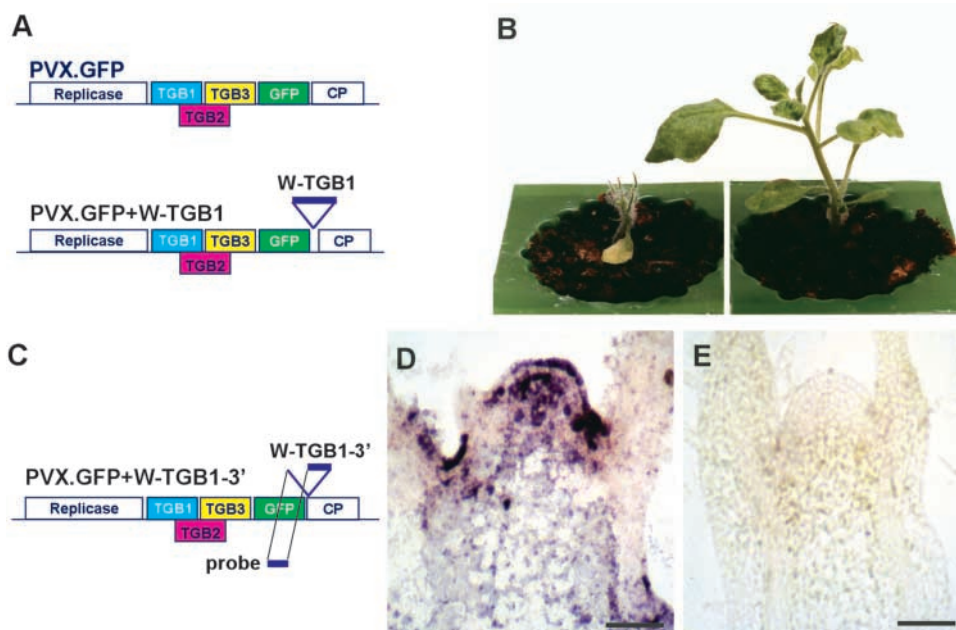 A
PVX.GFP
Replicase TGB1 TGB3 GFP CP
TGB2
W-TGB1
PVX.GFP+W-TGB1
Replicase TGB1 TGB3 GFP CP
TGB2
B
C
W-TGB1-3'
PVX.GFP+W-TGB1-3'
Replicase TGB1 TGB3 GFP CP
TGB2
probe
D
E